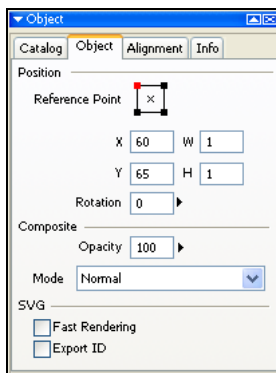 Object
Catalog Object Alignment Info
Position
Reference Point
X 60 W 1
Y 65 H 1
Rotation 0
Composite
Opacity 100
Mode Normal
SVG
Fast Rendering
Export ID